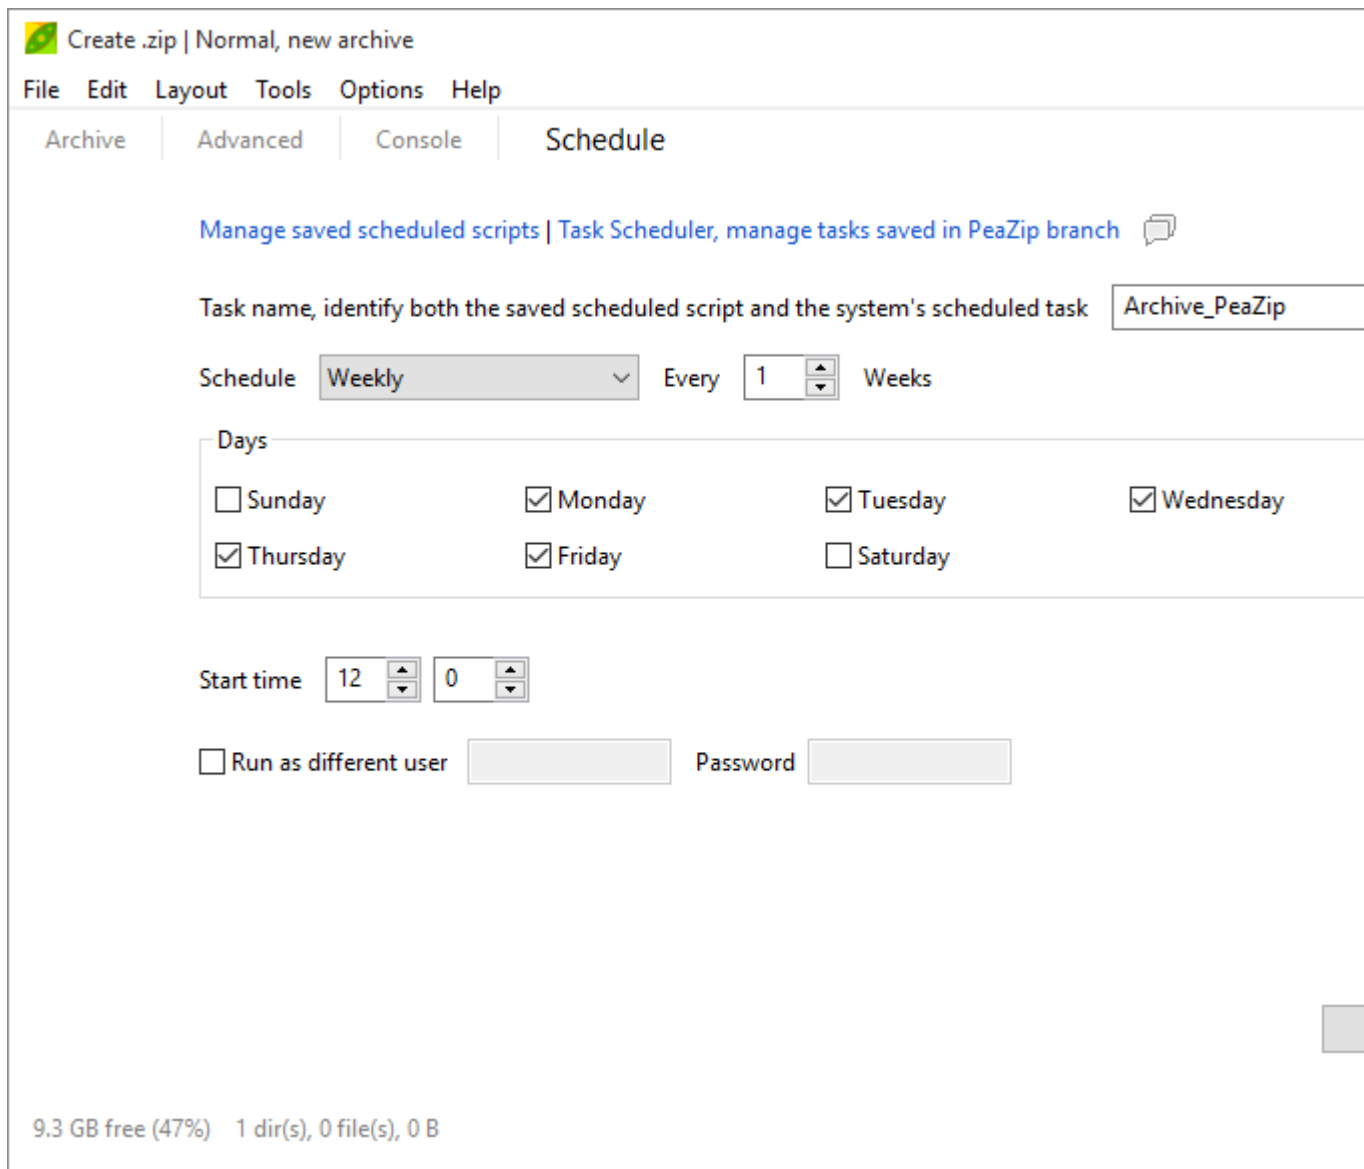 Create .zip | Normal, new archive
File Edit Layout Tools Options Help
Archive Advanced Console Schedule
Manage saved scheduled scripts | Task Scheduler, manage tasks saved in PeaZip branch
Task name, identify both the saved scheduled script and the system's scheduled task Archive_PeaZip
Schedule Weekly Every 1 Weeks
Days
Sunday Monday Tuesday Wednesday
Thursday Friday Saturday
Start time 12 0
Run as different user Password
9.3 GB free (47%) 1 dir(s), 0 file(s), 0 B